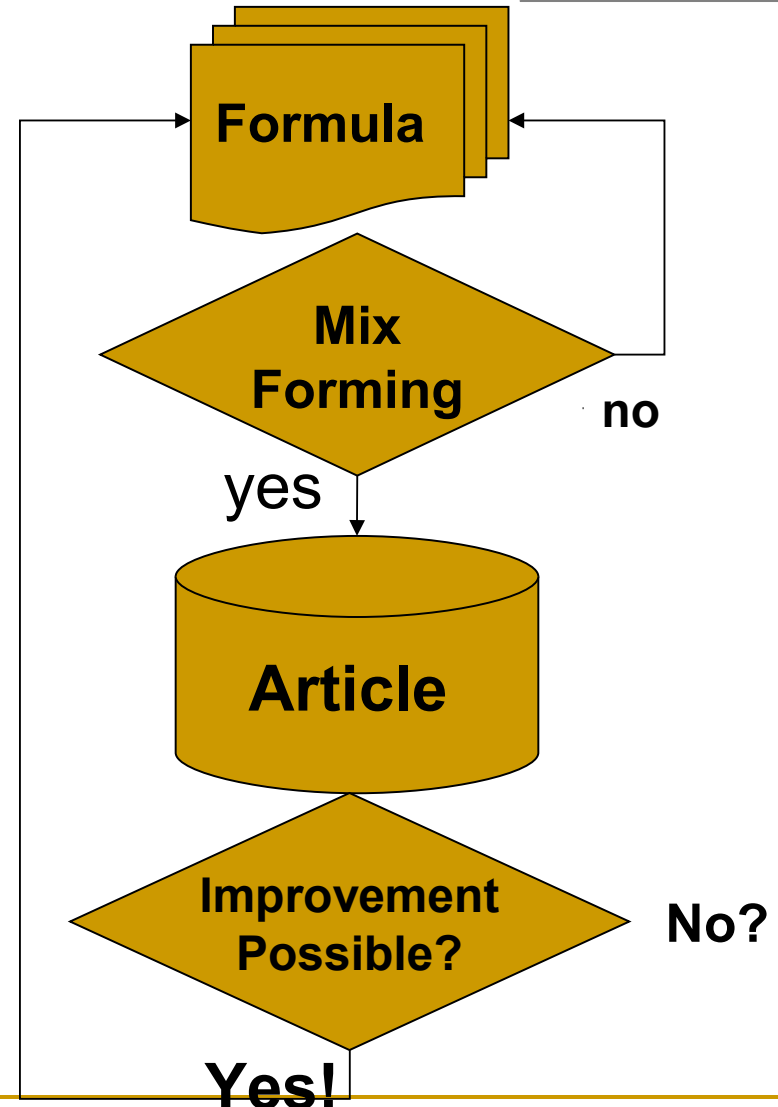 Formula
Mix
Forming
no
yes
Article
Improvement
Possible?
No?
Yes!